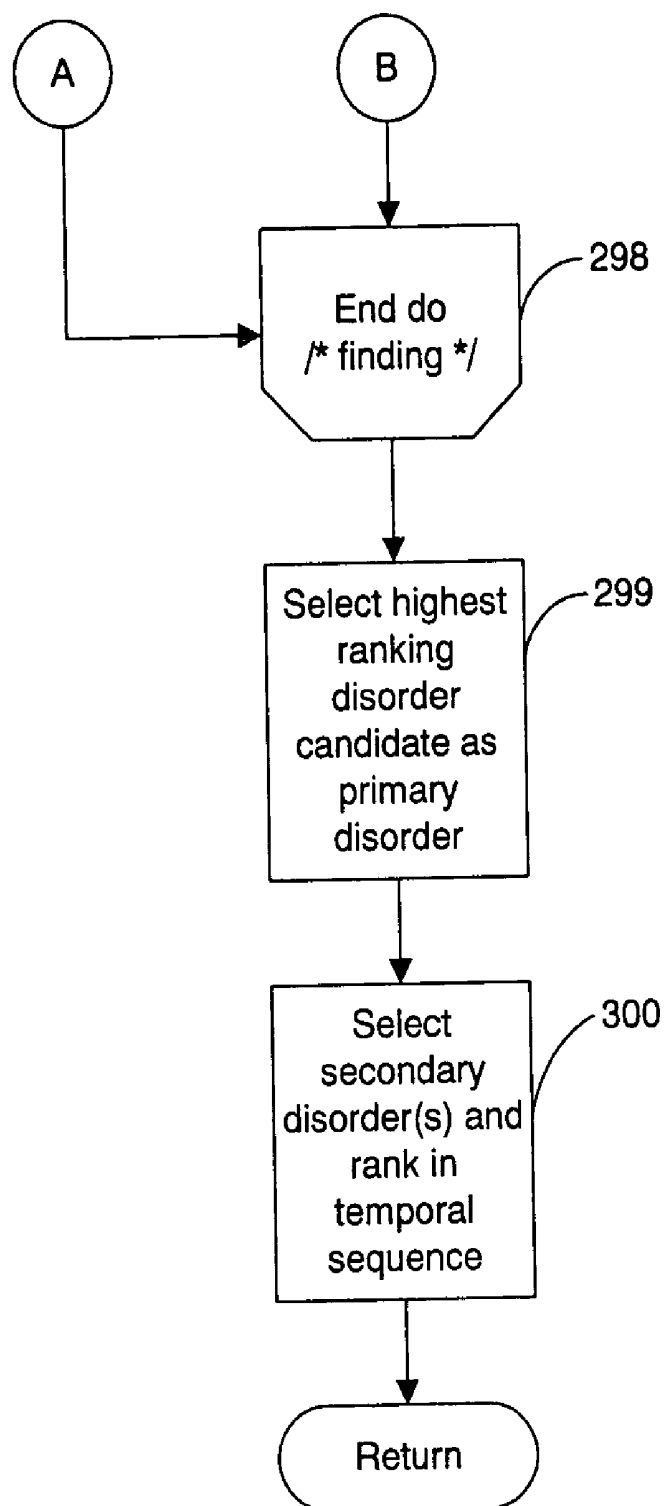 A
B
298
End do
/* finding */
299
Select highest
ranking
disorder
candidate as
primary
disorder
300
Select
secondary
disorder(s) and
rank in
temporal
sequence
Return